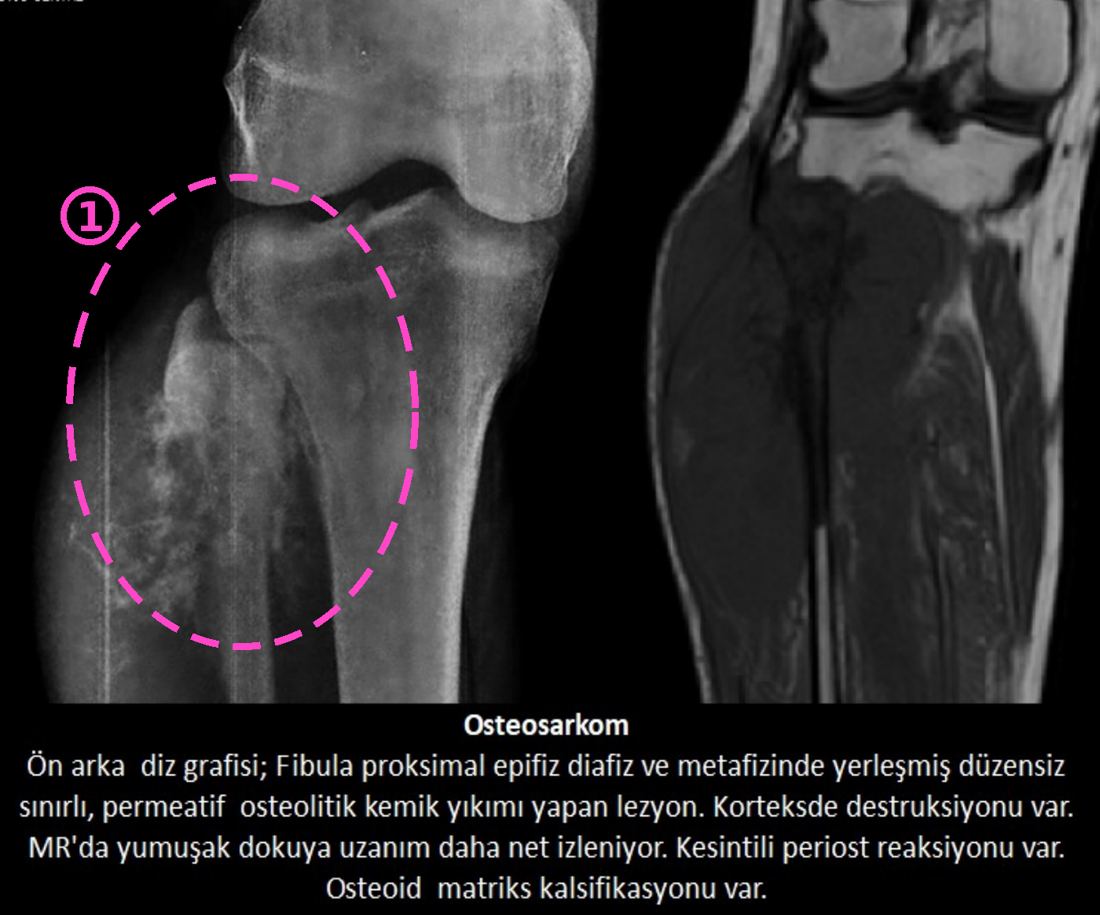 ①
Osteosarkom
Ön arka diz grafisi; Fibula proksimal epifiz diafiz ve metafizinde yerleşmiş düzensiz
sınırlı, permeatif osteolitik kemik yıkımı yapan lezyon. Korteksde destruksiyonu var.
MR'da yumuşak dokuya uzanım daha net izleniyor. Kesintili periost reaksiyonu var.
Osteoid matriks kalsifikasyonu var.